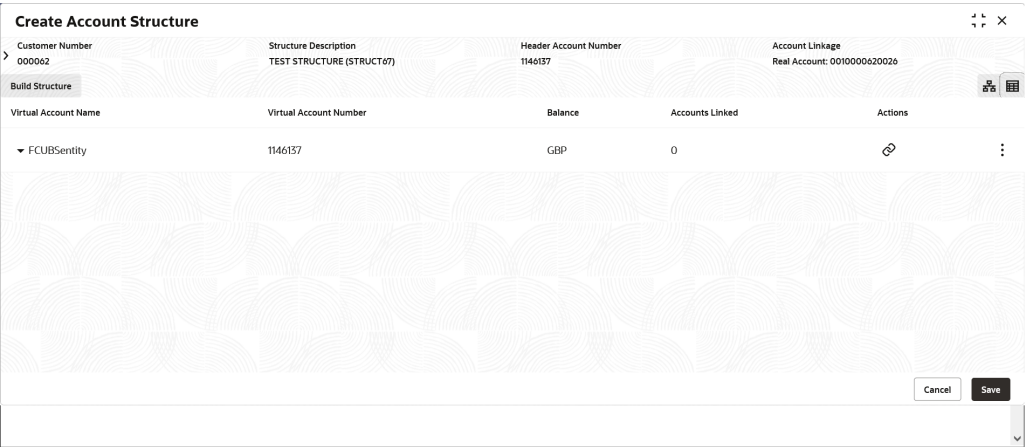 Create Account Structure
Customer Number Structure Description Header Account Number Account Linkage
000062 TEST STRUCTURE (STRUCT67) 1146137 Real Account: 0010000620026
Build Structure
Virtual Account Name Virtual Account Number Balance Accounts Linked Actions
FCUBSentity 1146137 GBP 0
Cancel Save